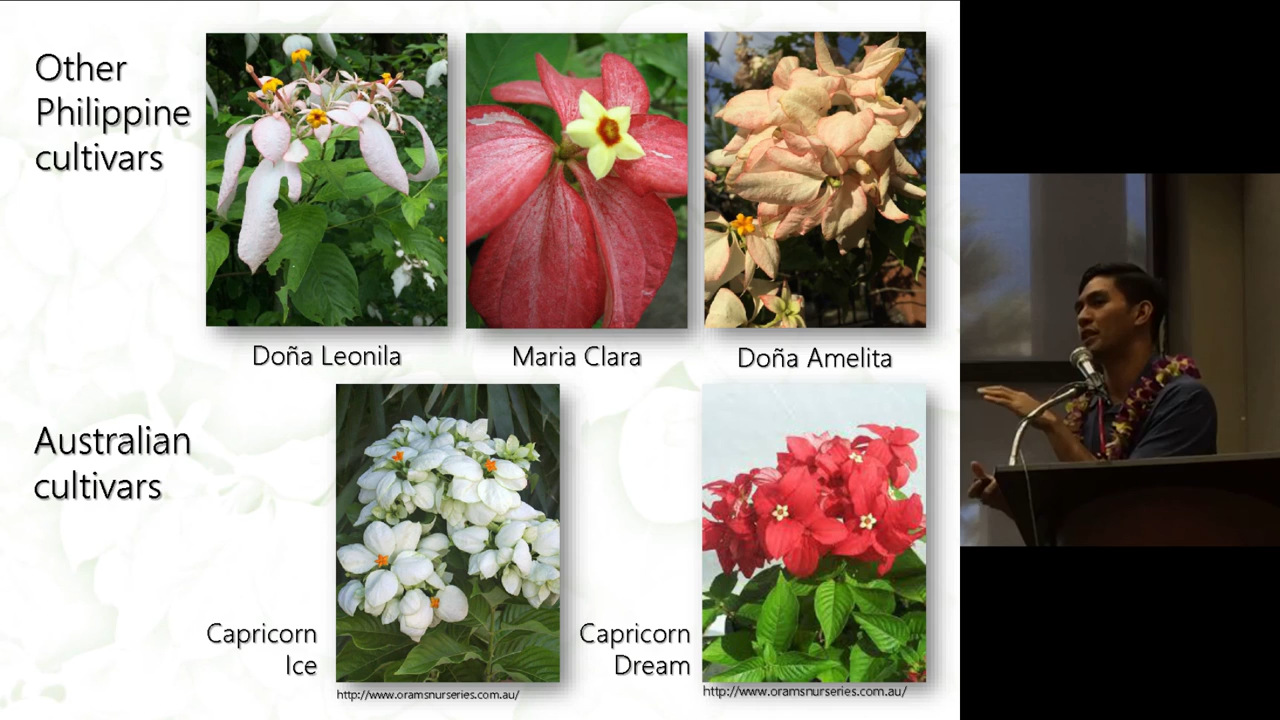 Other
Philippine
cultivars
Doña Leonila
Maria Clara
Doña Amelita
Australian
cultivars
Capricorn
Ice
Capricorn
Dream
http://www.oramsnurseries.com.au/
http://www.oramsnurseries.com.au/